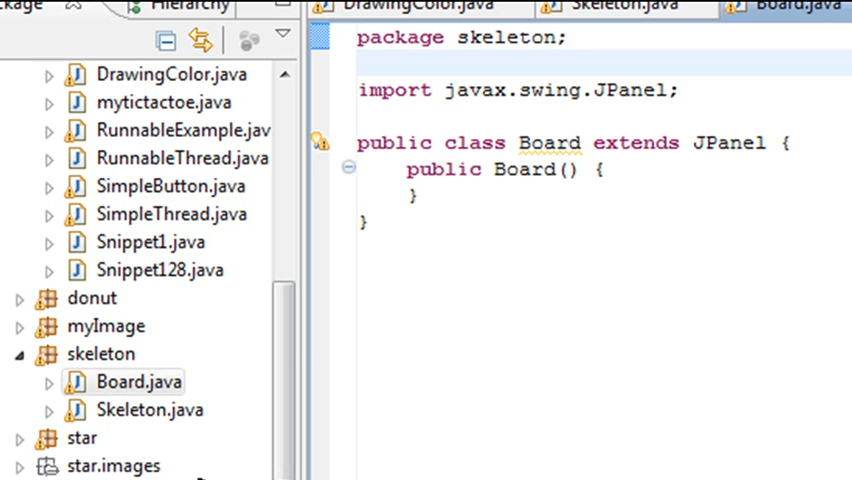 Hierarchy
DrawingColor.java
Skeleton.java
Board.java
DrawingColor.java
mytictactoe.java
RunnableExample.jav
RunnableThread.java
SimpleButton.java
SimpleThread.java
Snippet1.java
Snippet128.java
donut
myImage
skeleton
Board.java
Skeleton.java
star
star.images
package skeleton;
import javax.swing.JPanel;
public class Board extends JPanel {
public Board() {
}
}